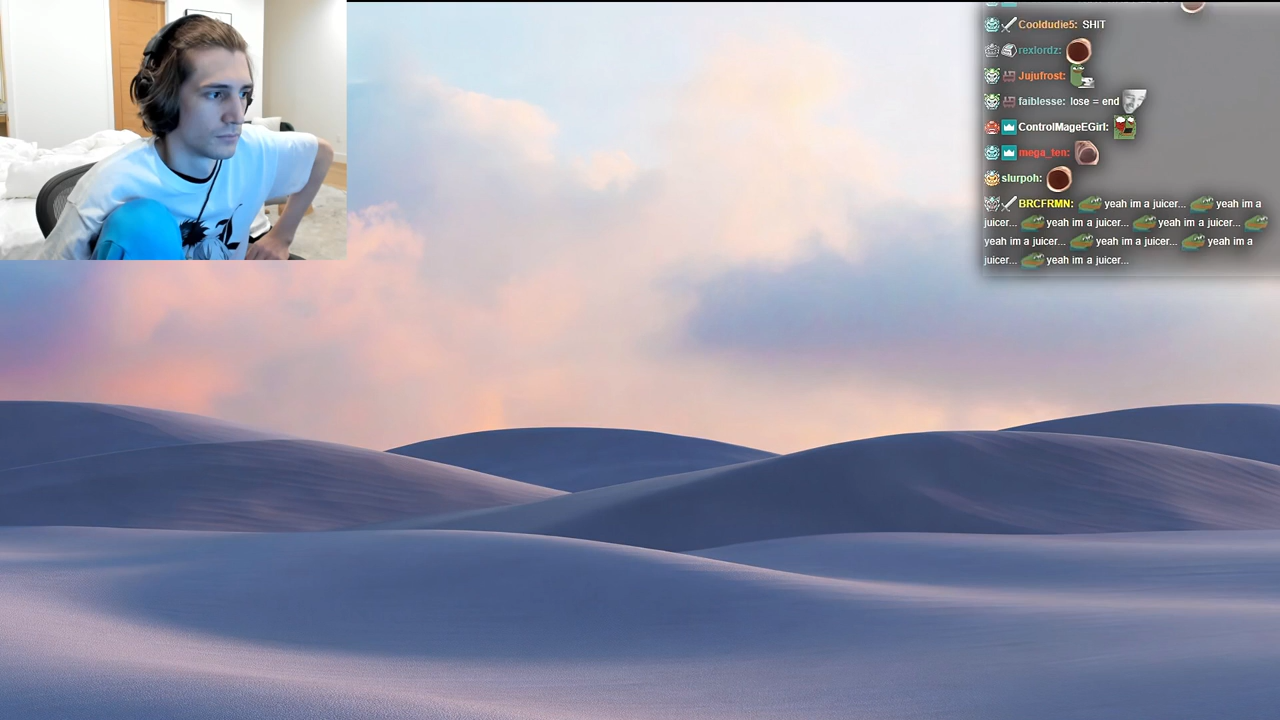 Cooldudie5: SHIT
rexlordz:
Jujufrost:
faiblesse: lose = end
ControlMageEGirl:
mega_ten:
slurpoh:
BRCFRMN: yeah im a juicer... yeah im a
juicer... yeah im a juicer... yeah im a juicer...
yeah im a juicer... yeah im a juicer... yeah im a
juicer... yeah im a juicer...